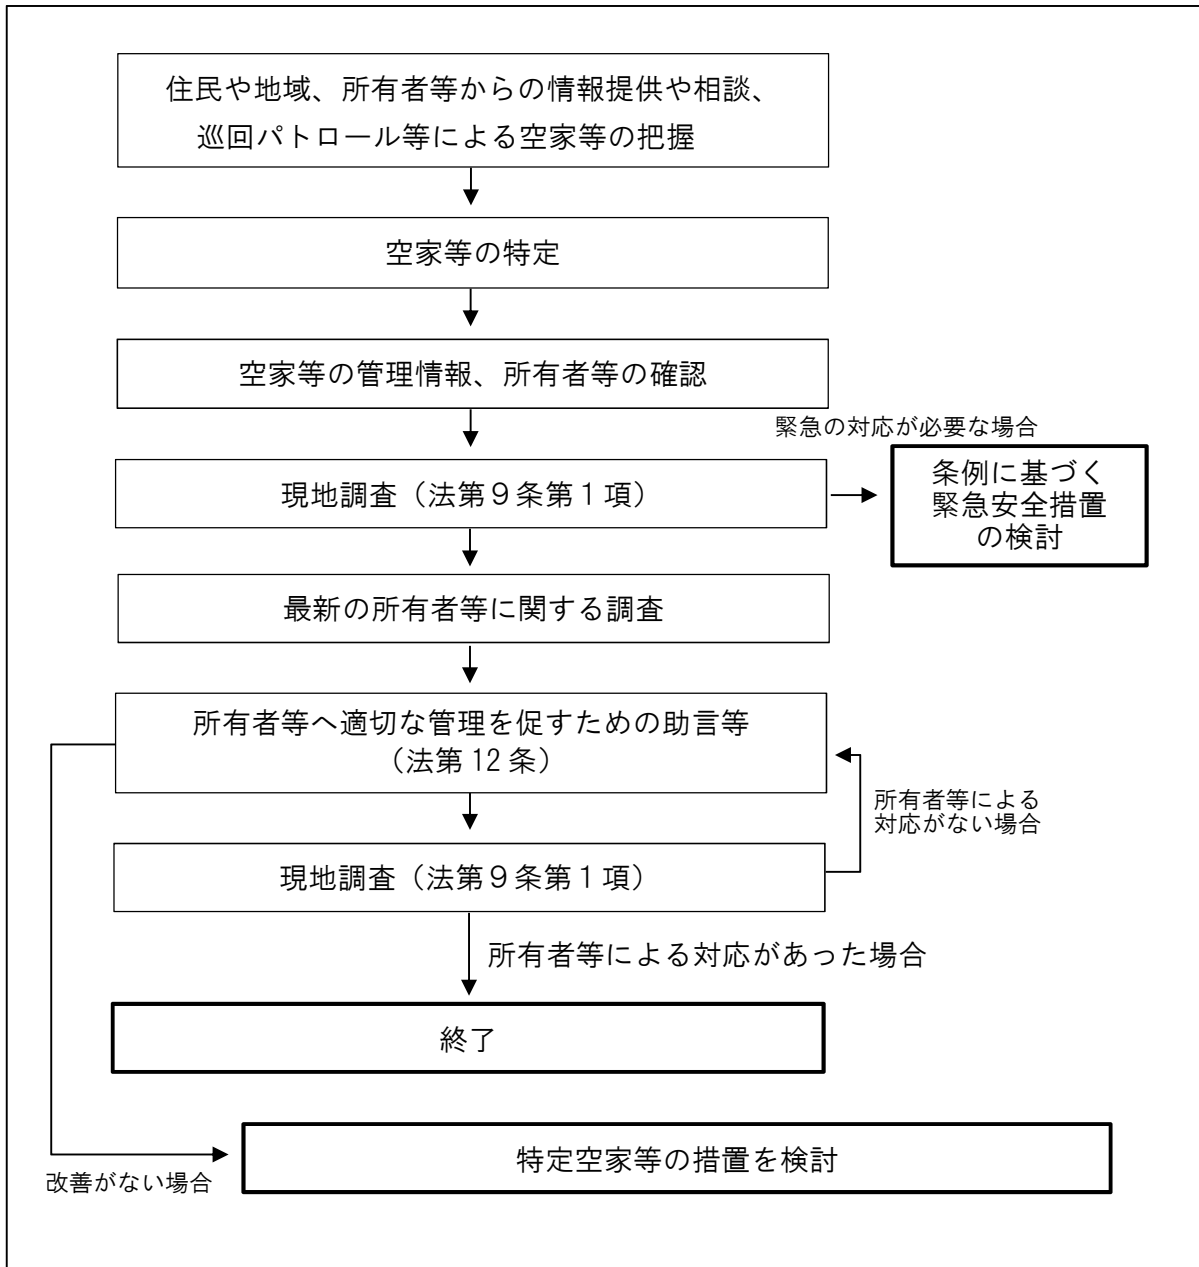 住民や地域、所有者等からの情報提供や相談、
巡回パトロール等による空家等の把握
空家等の特定
空家等の管理情報、所有者等の確認
緊急の対応が必要な場合
現地調査（法第９条第１項）
条例に基づく
緊急安全措置
の検討
最新の所有者等に関する調査
所有者等へ適切な管理を促すための助言等
（法第 12 条）
所有者等による
対応がない場合
現地調査（法第９条第１項）
所有者等による対応があった場合
終了
特定空家等の措置を検討
改善がない場合